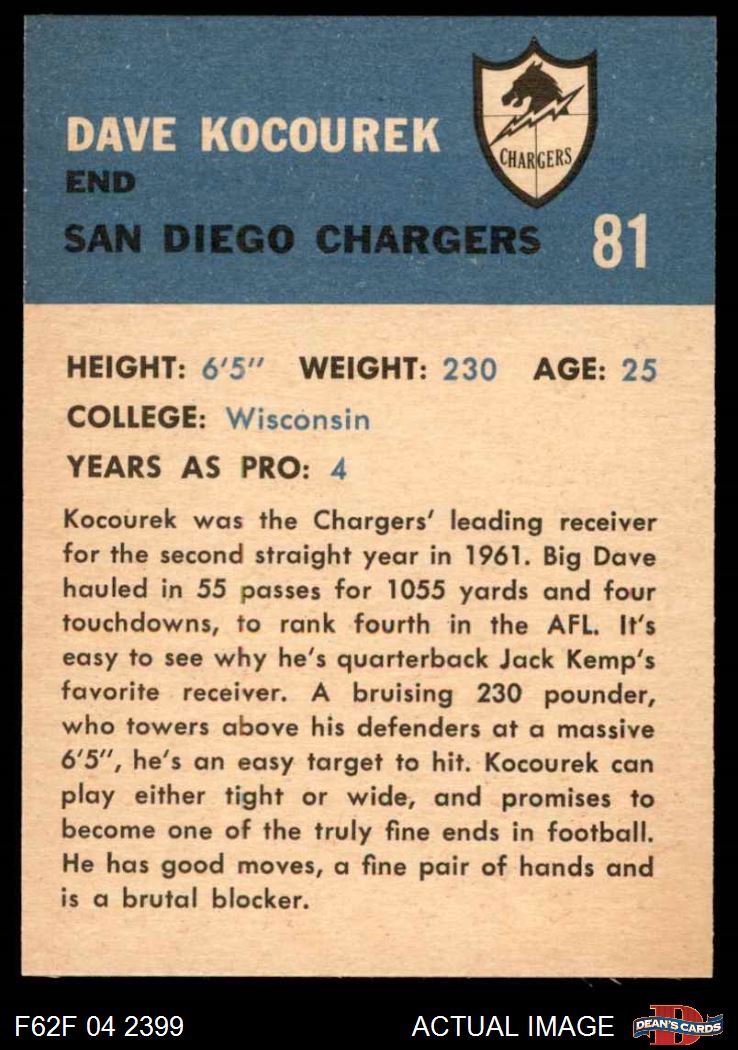 DAVE KOCOUREK
END
SAN DIEGO CHARGERS
81
CHARGERS
HEIGHT: 6'5" WEIGHT: 230 AGE: 25
COLLEGE: Wisconsin
YEARS AS PRO: 4
Kocourek was the Chargers' leading receiver
for the second straight year in 1961. Big Dave
hauled in 55 passes for 1055 yards and four
touchdowns, to rank fourth in the AFL. It's
easy to see why he's quarterback Jack Kemp's
favorite receiver. A bruising 230 pounder,
who towers above his defenders at a massive
6'5", he's an easy target to hit. Kocourek can
play either tight or wide, and promises to
become one of the truly fine ends in football.
He has good moves, a fine pair of hands and
is a brutal blocker.
F62F 04 2399 ACTUAL IMAGE D DEAN'S CARDS